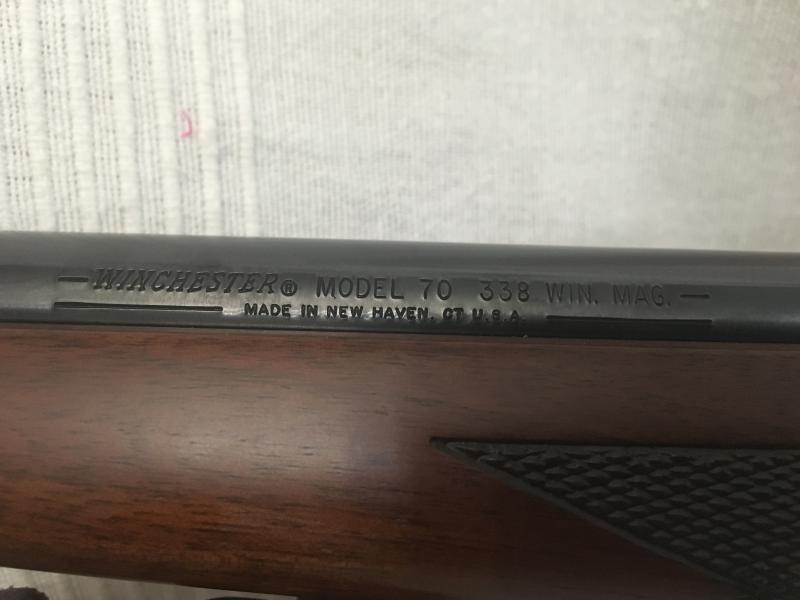 WINCHESTER® MODEL 70 338 WIN. MAG.
MADE IN NEW HAVEN, CT U.S.A.